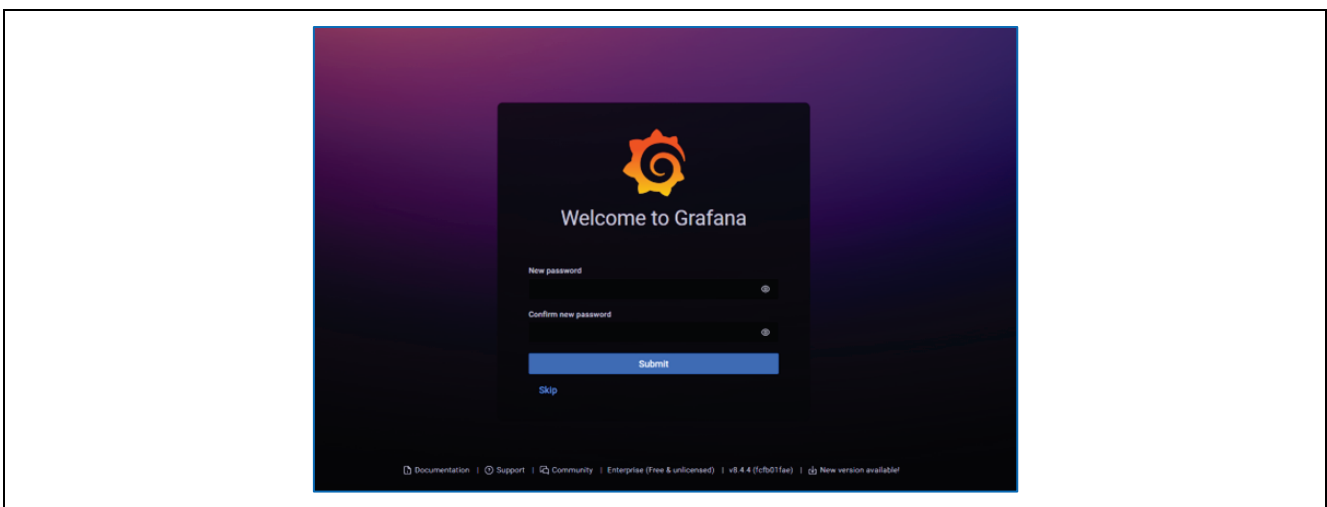 Welcome to Grafana
New password
Confirm new password
Submit
Skip
Documentation | Support | Community | Enterprise (Free & unlicensed) | v8.4.4 (fcfb01fae) | New version available!